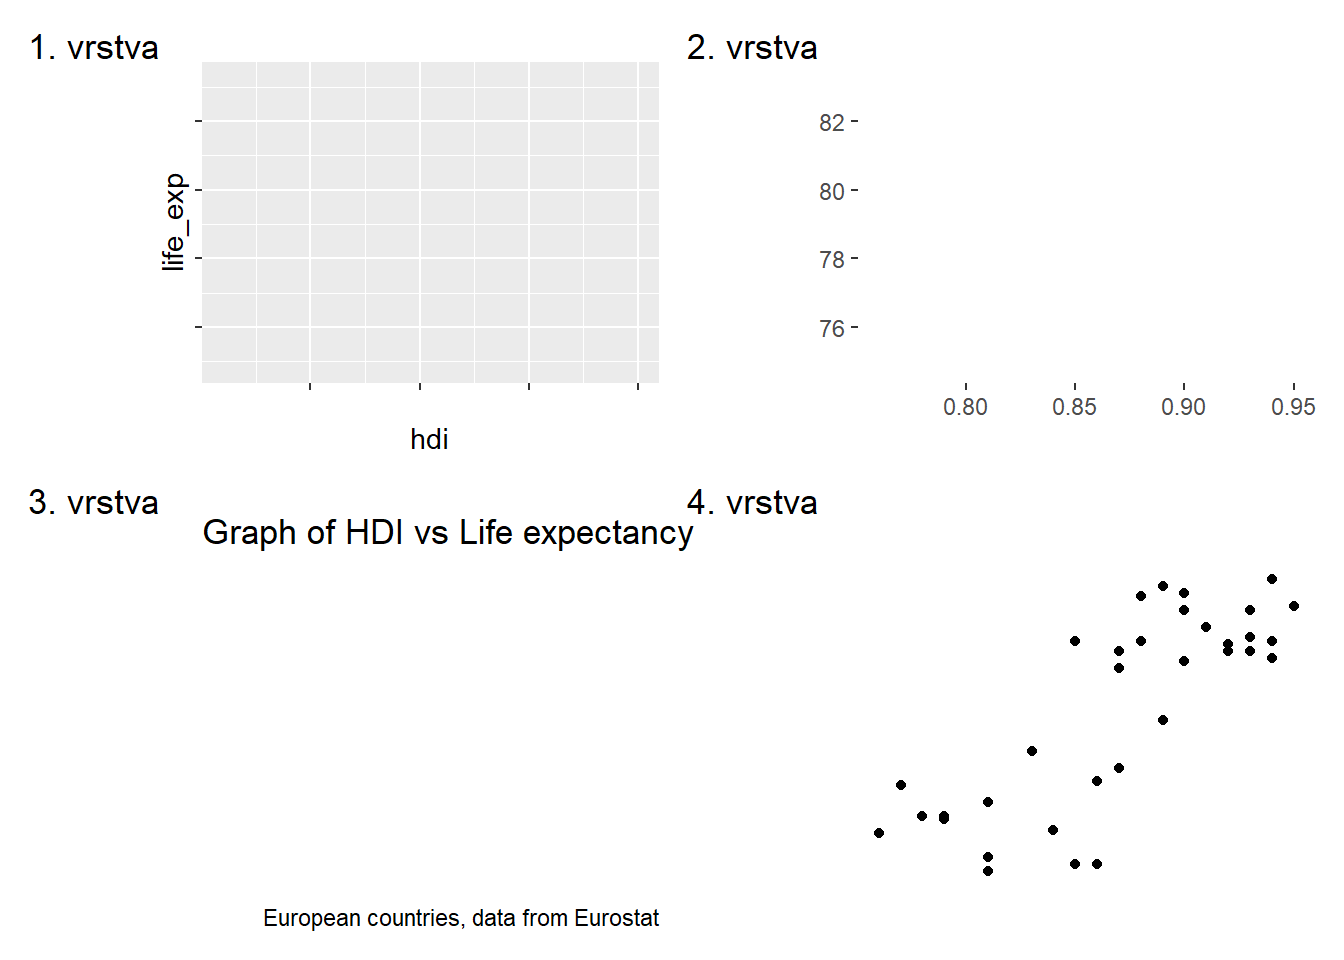 1. vrstva
life_exp
hdi
2. vrstva
82
80
78
76
0.80 0.85 0.90 0.95
3. vrstva
Graph of HDI vs Life expectancy
European countries, data from Eurostat
4. vrstva